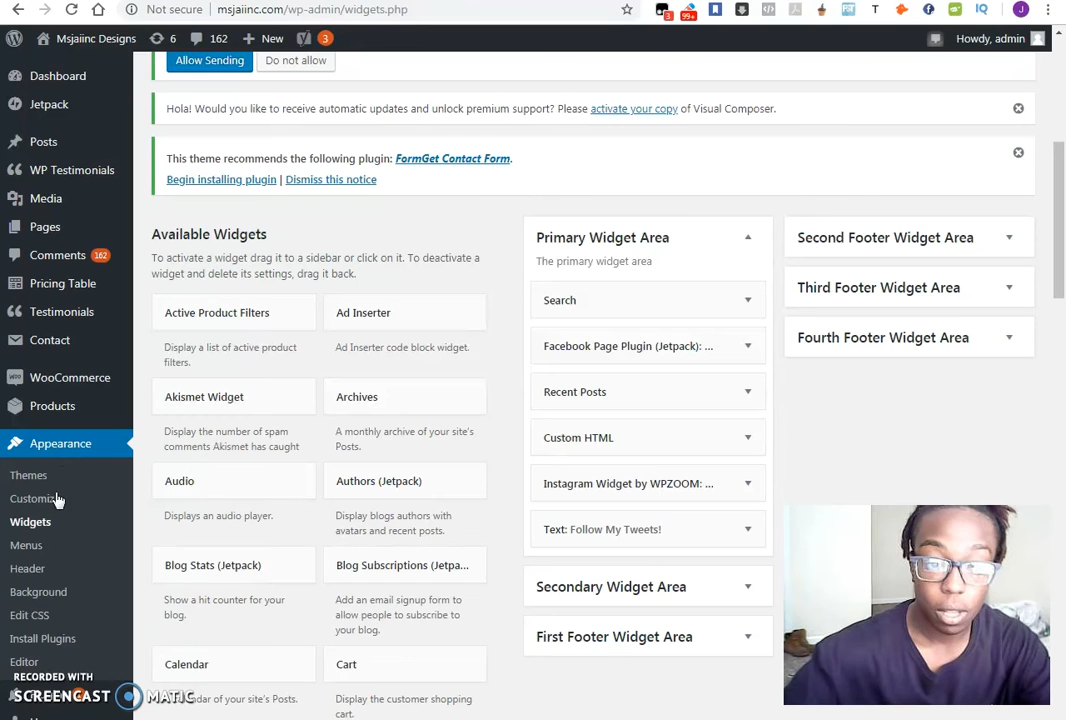 Not secure msjaiinc.com/wp-admin/widgets.php
99+
Msjaiinc Designs 6 162 New 3 Howdy, admin
Allow Sending Do not allow
Dashboard
Jetpack
Posts
WP Testimonials
Media
Pages
Comments 162
Pricing Table
Testimonials
Contact
WooCommerce
Products
Appearance
Themes
Customiz
Widgets
Menus
Header
Background
Edit CSS
Install Plugins
Editor
Hola! Would you like to receive automatic updates and unlock premium support? Please activate your copy of Visual Composer.
This theme recommends the following plugin: FormGet Contact Form.
Begin installing plugin | Dismiss this notice
Available Widgets
To activate a widget drag it to a sidebar or click on it. To deactivate a
widget and delete its settings, drag it back.
Active Product Filters
Display a list of active product
filters.
Ad Inserter
Ad Inserter code block widget.
Akismet Widget
Display the number of spam
comments Akismet has caught
Archives
A monthly archive of your site's
Posts.
Audio
Displays an audio player.
Authors (Jetpack)
Display blogs authors with
avatars and recent posts.
Blog Stats (Jetpack)
Show a hit counter for your
blog.
Blog Subscriptions (Jetpa...
Add an email signup form to
allow people to subscribe to
your blog.
Calendar
endar of your site's Posts.
Cart
Display the customer shopping
cart.
Primary Widget Area
The primary widget area
Search
Facebook Page Plugin (Jetpack): ...
Recent Posts
Custom HTML
Instagram Widget by WPZOOM: ...
Text: Follow My Tweets!
Secondary Widget Area
First Footer Widget Area
Second Footer Widget Area
Third Footer Widget Area
Fourth Footer Widget Area
RECORDED WITH
SCREENCAST MATIC